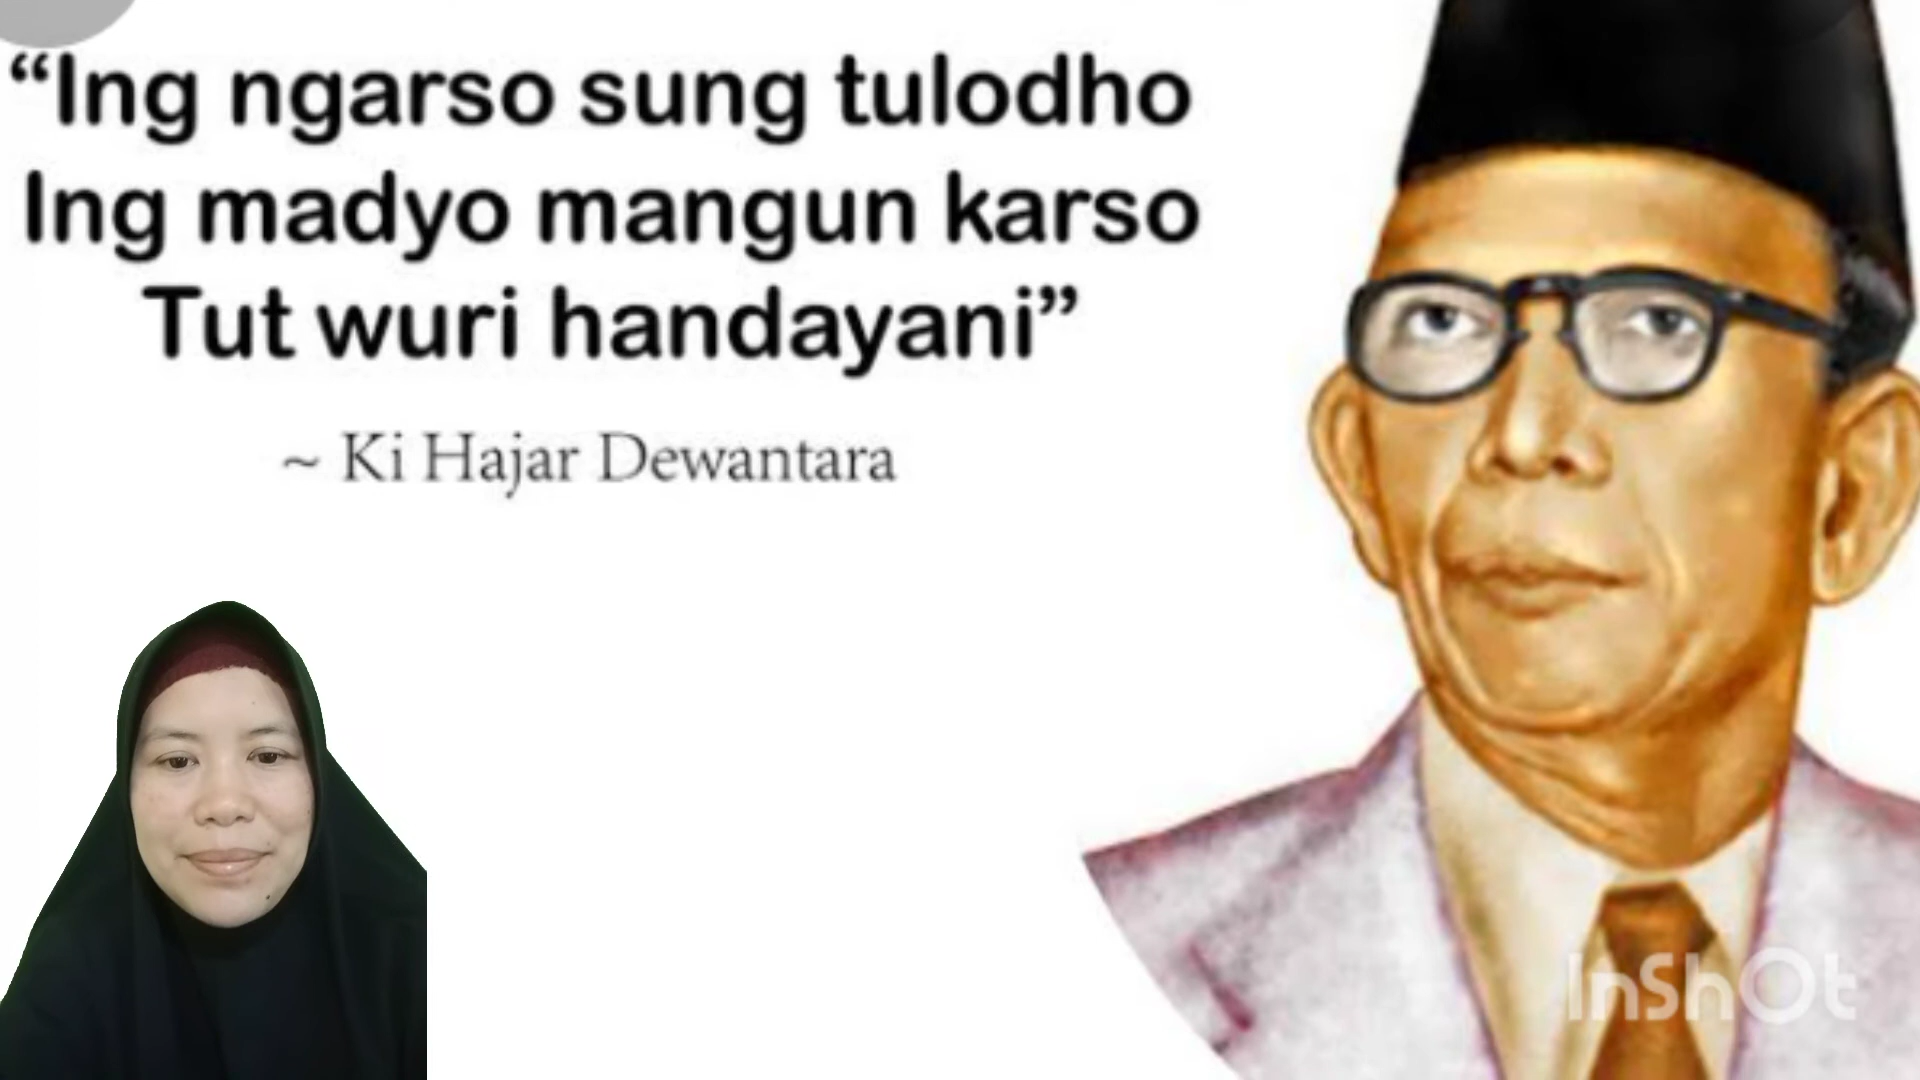 “Ing ngarso sung tulodho
Ing madyo mangun karso
Tut wuri handayani”
~ Ki Hajar Dewantara
InShOt